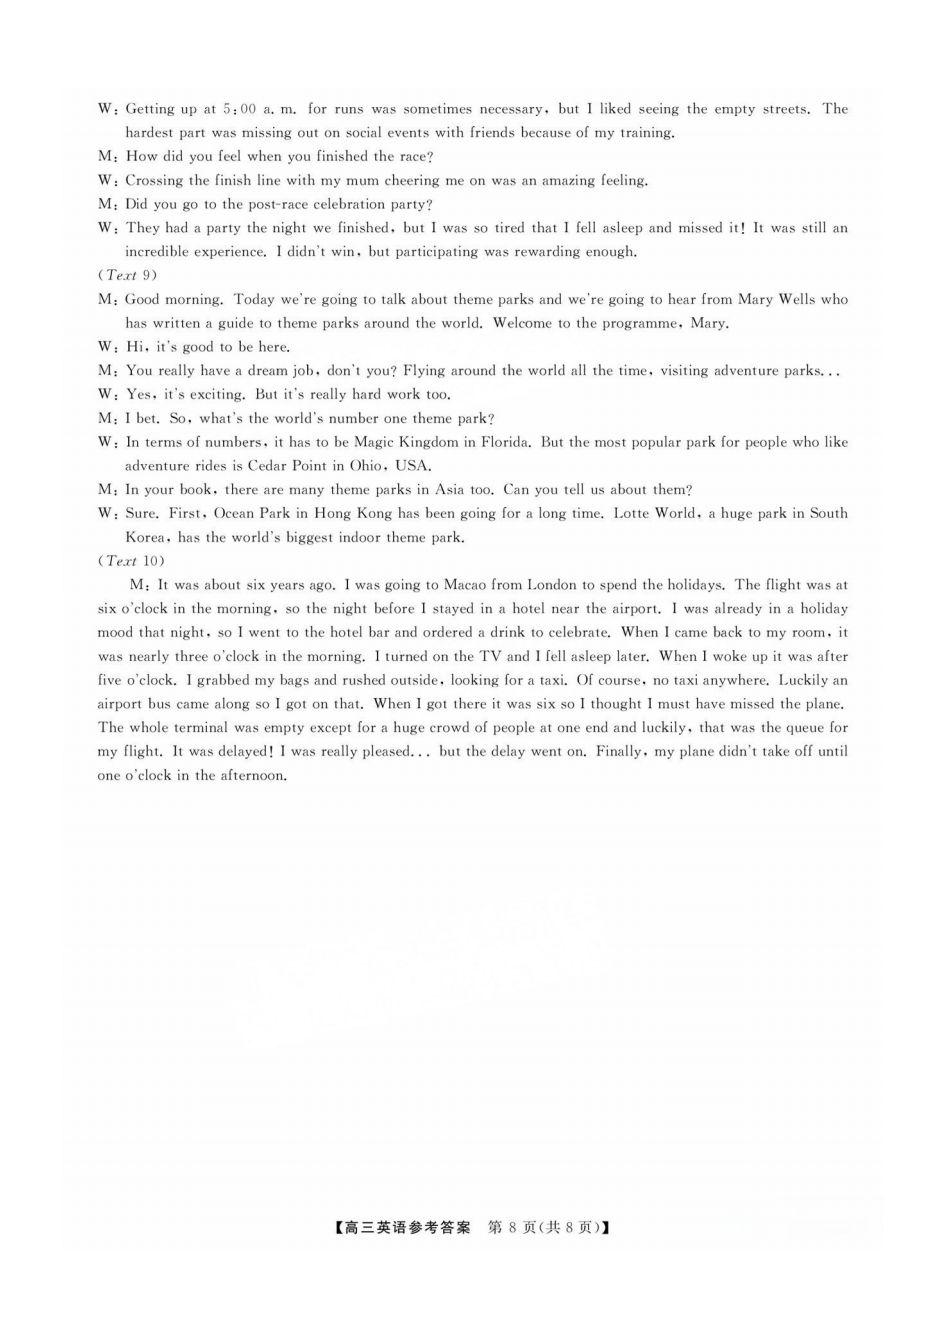 W: Getting up at 5:00 a. m. for runs was sometimes necessary, but I liked seeing the empty streets. The
hardest part was missing out on social events with friends because of my training.
M: How did you feel when you finished the race?
W: Crossing the finish line with my mum cheering me on was an amazing feeling.
M: Did you go to the post-race celebration party?
W: They had a party the night we finished, but I was so tired that I fell asleep and missed it! It was still an
incredible experience. I didn't win, but participating was rewarding enough.
(Text 9)
M: Good morning. Today we're going to talk about theme parks and we're going to hear from Mary Wells who
has written a guide to theme parks around the world. Welcome to the programme, Mary.
W: Hi, it's good to be here.
M: You really have a dream job, don't you? Flying around the world all the time, visiting adventure parks...
W: Yes, it's exciting. But it's really hard work too.
M: I bet. So, what's the world's number one theme park?
W: In terms of numbers, it has to be Magic Kingdom in Florida. But the most popular park for people who like
adventure rides is Cedar Point in Ohio, USA.
M: In your book, there are many theme parks in Asia too. Can you tell us about them?
W: Sure. First, Ocean Park in Hong Kong has been going for a long time. Lotte World, a huge park in South
Korea, has the world's biggest indoor theme park.
(Text 10)
M: It was about six years ago. I was going to Macao from London to spend the holidays. The flight was at
six o'clock in the morning, so the night before I stayed in a hotel near the airport. I was already in a holiday
mood that night, so I went to the hotel bar and ordered a drink to celebrate. When I came back to my room, it
was nearly three o'clock in the morning. I turned on the TV and I fell asleep later. When I woke up it was after
five o'clock. I grabbed my bags and rushed outside, looking for a taxi. Of course, no taxi anywhere. Luckily an
airport bus came along so I got on that. When I got there it was six so I thought I must have missed the plane.
The whole terminal was empty except for a huge crowd of people at one end and luckily, that was the queue for
my flight. It was delayed! I was really pleased... but the delay went on. Finally, my plane didn't take off until
one o'clock in the afternoon.
【高三英语参考答案 第 8 页(共 8 页)】